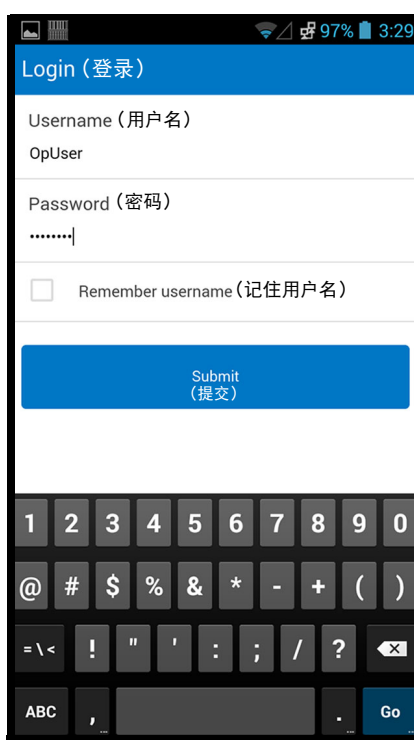 97% 3:29
Login (登录)
Username (用户名)
OpUser
Password (密码)
••••••••
Remember username (记住用户名)
Submit
(提交)
1 2 3 4 5 6 7 8 9 0
@ # $ % & * - + ( )
= \ < ! " ' : ; / ?
ABC , . Go